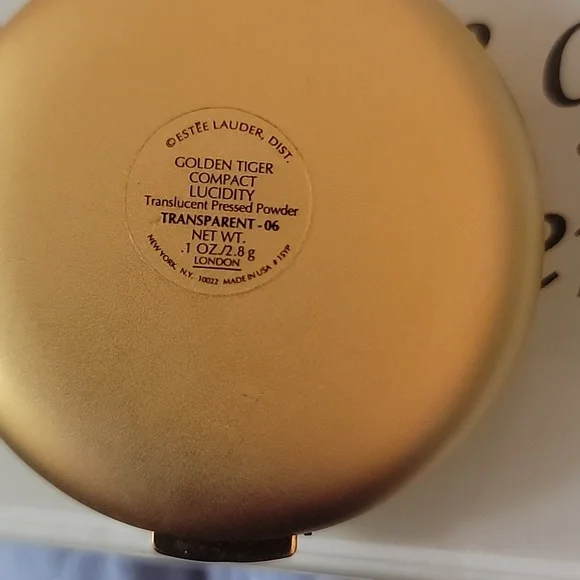 ©ESTĒE LAUDER, DIST.
GOLDEN TIGER
COMPACT
LUCIDITY
Translucent Pressed Powder
TRANSPARENT - 06
NET WT.
.1 OZ./2.8 g
LONDON
NEW YORK, N.Y. 10022 MADE IN USA # 1SYP